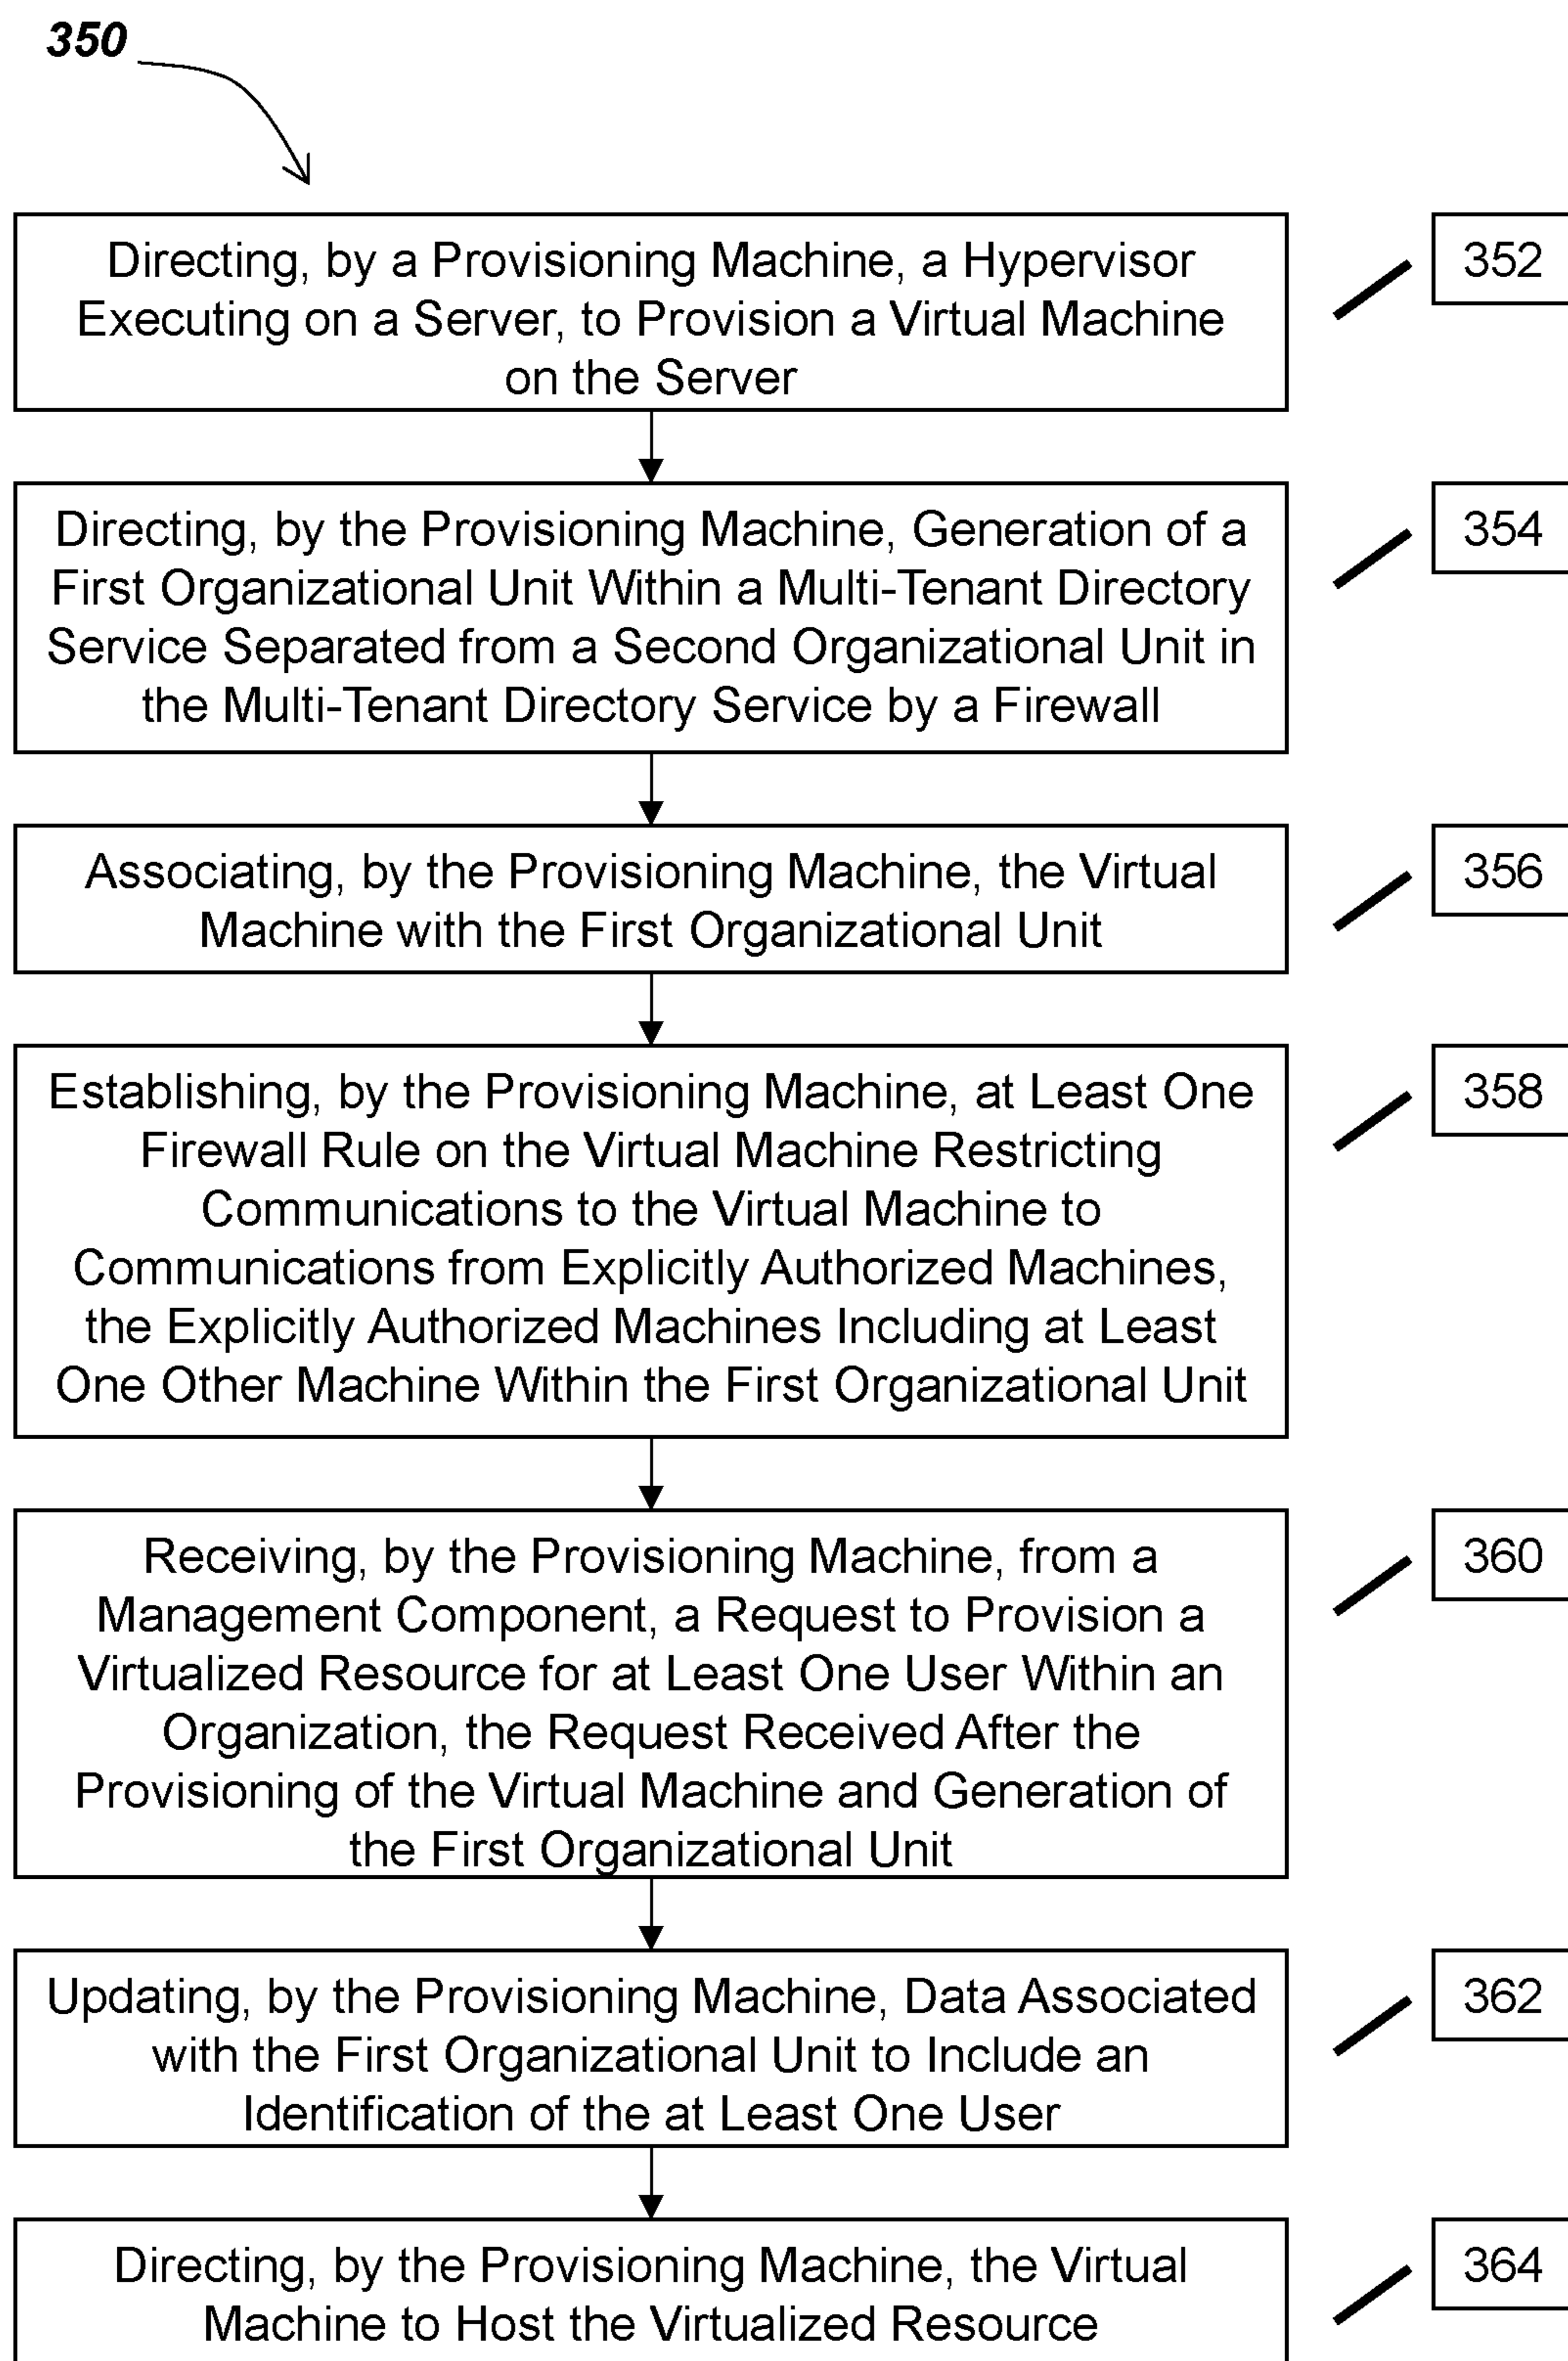 350
Directing, by a Provisioning Machine, a Hypervisor
Executing on a Server, to Provision a Virtual Machine
on the Server
352
Directing, by the Provisioning Machine, Generation of a
First Organizational Unit Within a Multi-Tenant Directory
Service Separated from a Second Organizational Unit in
the Multi-Tenant Directory Service by a Firewall
354
Associating, by the Provisioning Machine, the Virtual
Machine with the First Organizational Unit
356
Establishing, by the Provisioning Machine, at Least One
Firewall Rule on the Virtual Machine Restricting
Communications to the Virtual Machine to
Communications from Explicitly Authorized Machines,
the Explicitly Authorized Machines Including at Least
One Other Machine Within the First Organizational Unit
358
Receiving, by the Provisioning Machine, from a
Management Component, a Request to Provision a
Virtualized Resource for at Least One User Within an
Organization, the Request Received After the
Provisioning of the Virtual Machine and Generation of
the First Organizational Unit
360
Updating, by the Provisioning Machine, Data Associated
with the First Organizational Unit to Include an
Identification of the at Least One User
362
Directing, by the Provisioning Machine, the Virtual
Machine to Host the Virtualized Resource
364